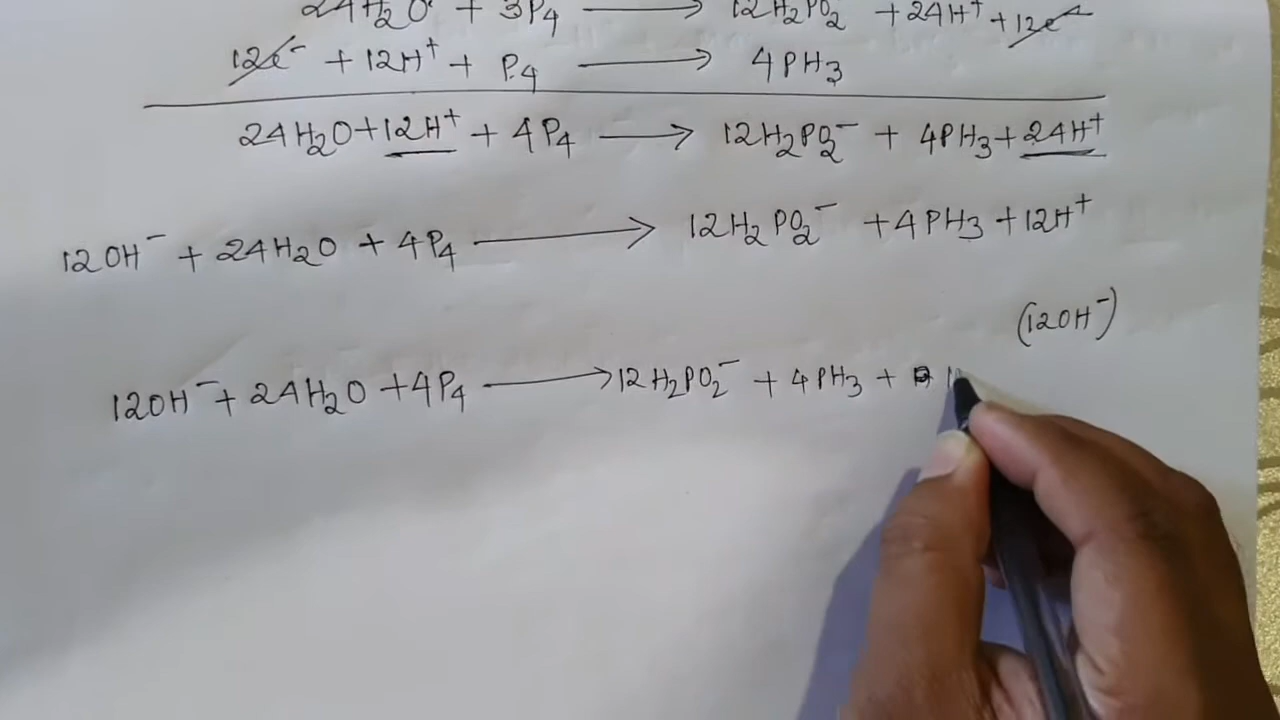 24H₂O + 3P₄ ⟶ 12H₂PO₂ + 24H⁺ + 12e⁻
12e⁻ + 12H⁺ + P₄ ⟶ 4PH₃
24H₂O + 12H⁺ + 4P₄ ⟶ 12H₂PO₂⁻ + 4PH₃ + 24H⁺
12OH⁻ + 24H₂O + 4P₄ ⟶ 12H₂PO₂⁻ + 4PH₃ + 12H⁺
(12OH⁻)
12OH⁻ + 24H₂O + 4P₄ ⟶ 12H₂PO₂⁻ + 4PH₃ +